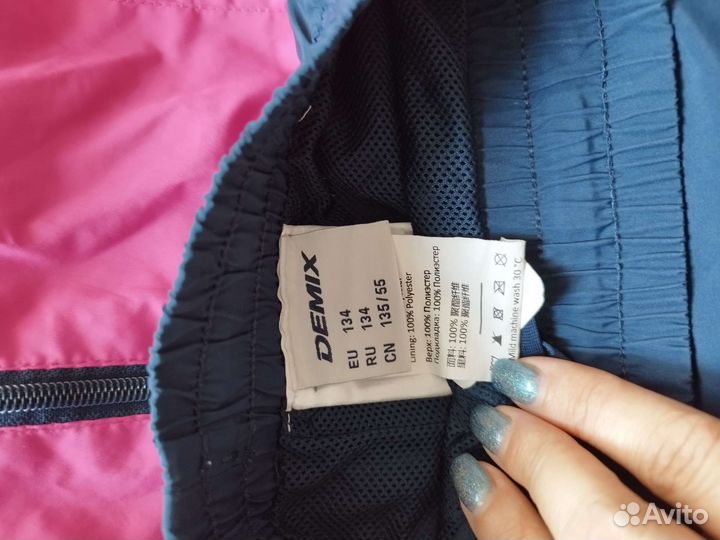 DEMIX
EU 134
RU 134
CN 135/55
Lining: 100% Polyester
Верх: 100% Полиэстер
Подкладка: 100% Полиэстер
面料: 100% 聚酯纤维
里料: 100% 聚酯纤维
Mild machine wash 30 °C
Avito